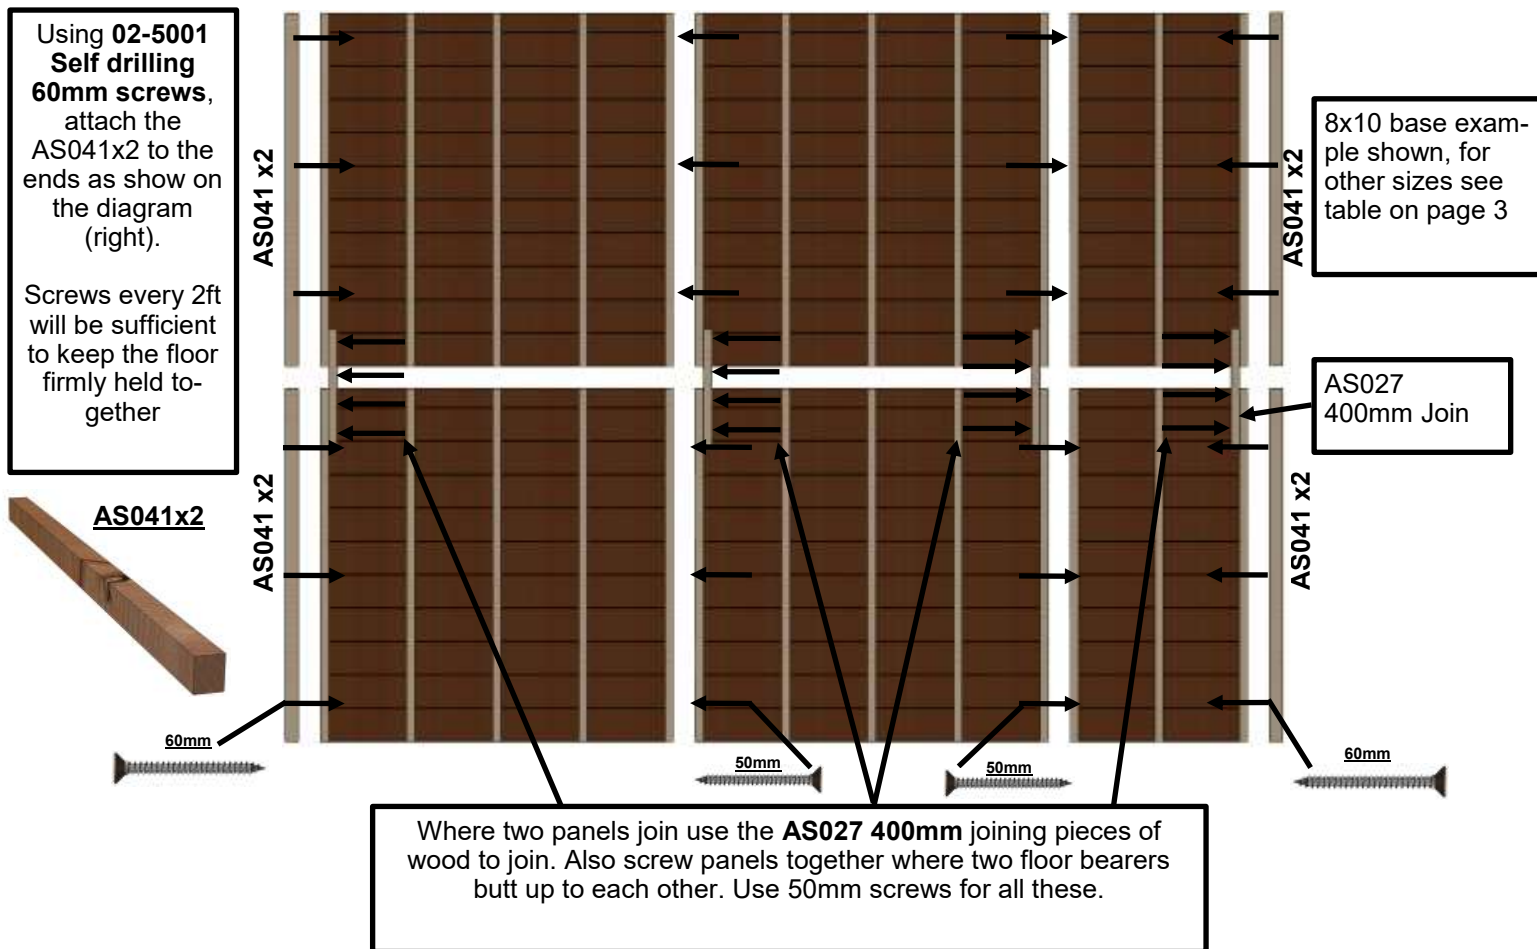 Using 02-5001
Self drilling
60mm screws,
attach the
AS041x2 to the
ends as show on
the diagram
(right).
Screws every 2ft
will be sufficient
to keep the floor
firmly held to-
gether
AS041x2
AS041 x2
AS041 x2
AS041 x2
AS041 x2
8x10 base exam-
ple shown, for
other sizes see
table on page 3
AS027
400mm Join
60mm
50mm
50mm
60mm
Where two panels join use the AS027 400mm joining pieces of
wood to join. Also screw panels together where two floor bearers
butt up to each other. Use 50mm screws for all these.